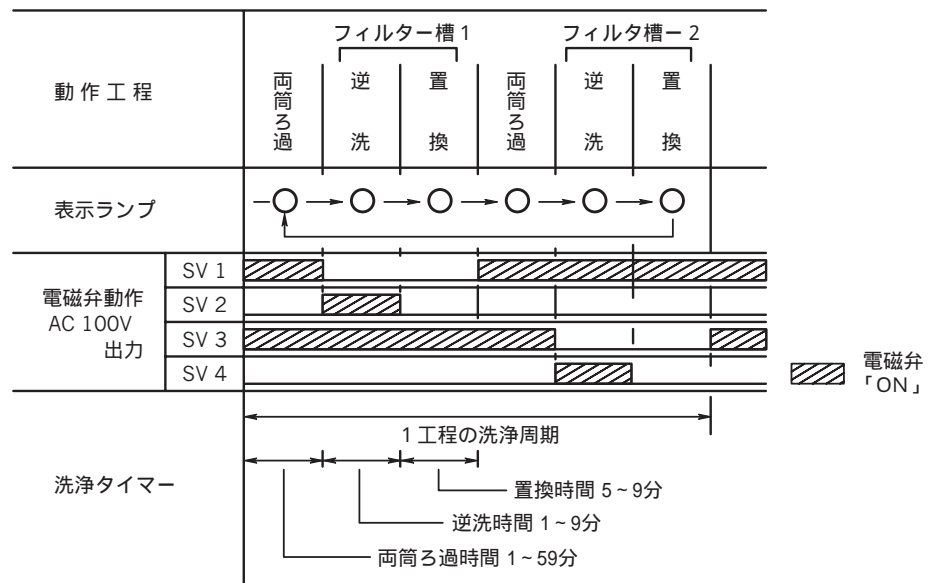 フィルター槽1
フィルタ槽ー2
動作工程
両筒ろ過
逆洗
置換
両筒ろ過
逆洗
置換
表示ランプ
電磁弁動作
AC 100V
出力
SV 1
SV 2
SV 3
SV 4
電磁弁
「ON」
1工程の洗浄周期
洗浄タイマー
置換時間 5~9分
逆洗時間 1~9分
両筒ろ過時間 1~59分